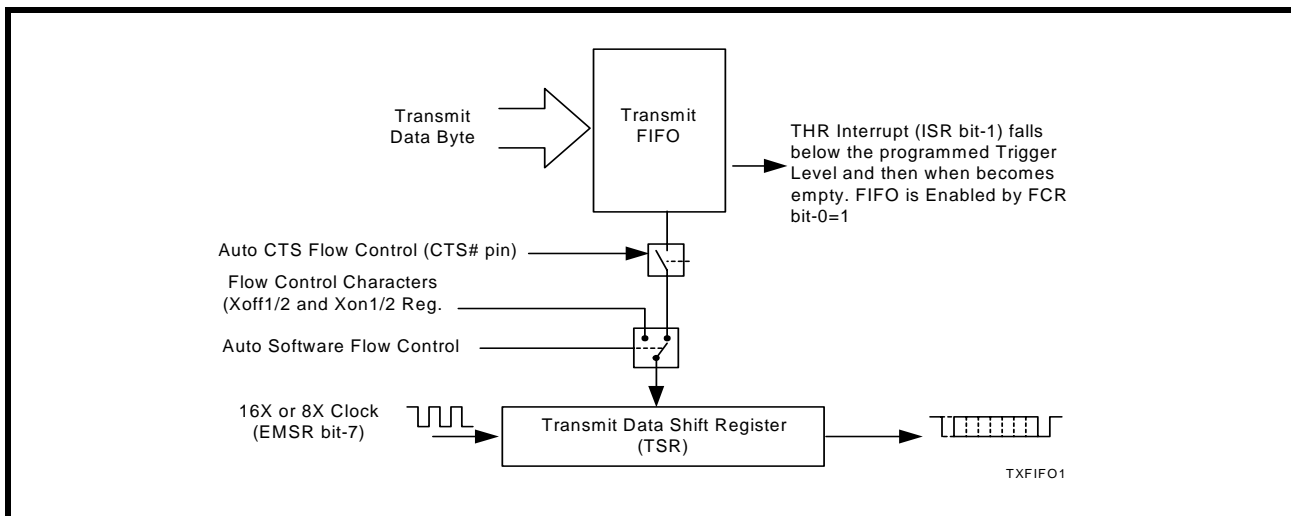 Transmit
Data Byte
Transmit
FIFO
THR Interrupt (ISR bit-1) falls
below the programmed Trigger
Level and then when becomes
empty. FIFO is Enabled by FCR
bit-0=1
Auto CTS Flow Control (CTS# pin)
Flow Control Characters
(Xoff1/2 and Xon1/2 Reg.
Auto Software Flow Control
16X or 8X Clock
(EMSR bit-7)
Transmit Data Shift Register
(TSR)
TXFIFO1